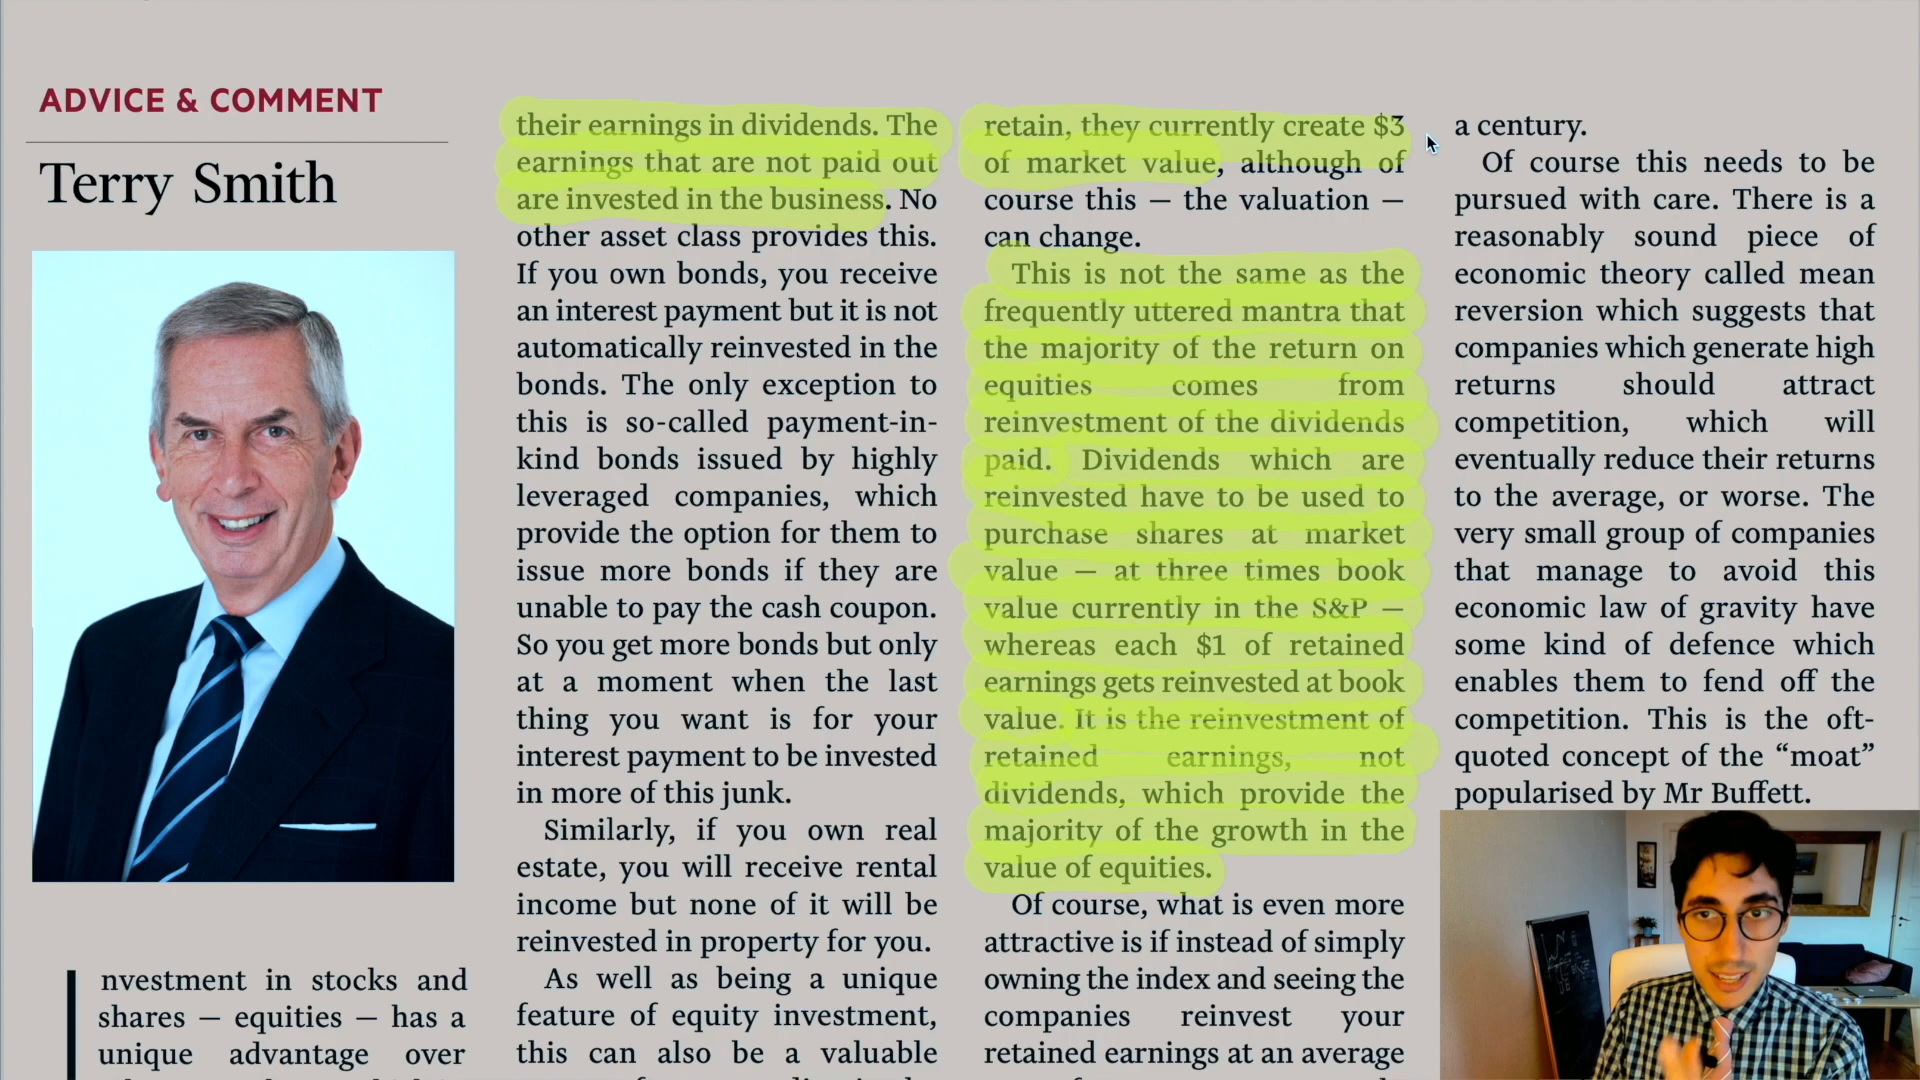 ADVICE & COMMENT
Terry Smith
nvestment in stocks and
shares — equities — has a
unique advantage over
their earnings in dividends. The
earnings that are not paid out
are invested in the business. No
other asset class provides this.
If you own bonds, you receive
an interest payment but it is not
automatically reinvested in the
bonds. The only exception to
this is so-called payment-in-
kind bonds issued by highly
leveraged companies, which
provide the option for them to
issue more bonds if they are
unable to pay the cash coupon.
So you get more bonds but only
at a moment when the last
thing you want is for your
interest payment to be invested
in more of this junk.
Similarly, if you own real
estate, you will receive rental
income but none of it will be
reinvested in property for you.
As well as being a unique
feature of equity investment,
this can also be a valuable
retain, they currently create $3
of market value, although of
course this — the valuation —
can change.
This is not the same as the
frequently uttered mantra that
the majority of the return on
equities comes from
reinvestment of the dividends
paid. Dividends which are
reinvested have to be used to
purchase shares at market
value — at three times book
value currently in the S&P —
whereas each $1 of retained
earnings gets reinvested at book
value. It is the reinvestment of
retained earnings, not
dividends, which provide the
majority of the growth in the
value of equities.
Of course, what is even more
attractive is if instead of simply
owning the index and seeing the
companies reinvest your
retained earnings at an average
a century.
Of course this needs to be
pursued with care. There is a
reasonably sound piece of
economic theory called mean
reversion which suggests that
companies which generate high
returns should attract
competition, which will
eventually reduce their returns
to the average, or worse. The
very small group of companies
that manage to avoid this
economic law of gravity have
some kind of defence which
enables them to fend off the
competition. This is the oft-
quoted concept of the “moat”
popularised by Mr Buffett.